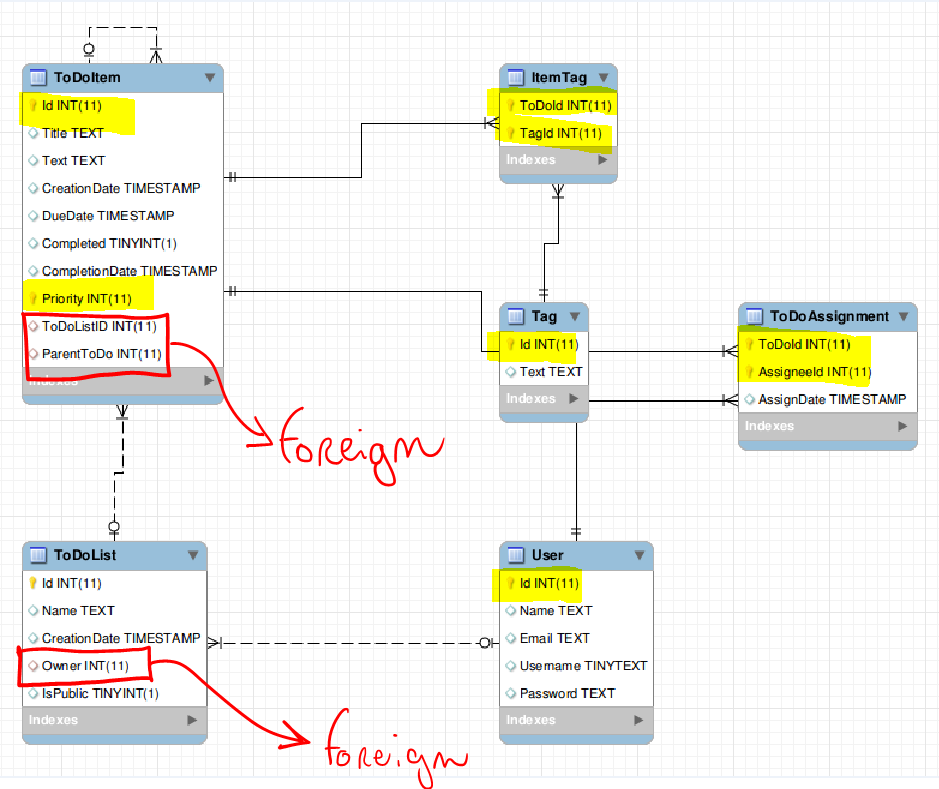 ToDoItem
Id INT(11)
Title TEXT
Text TEXT
CreationDate TIMESTAMP
DueDate TIMESTAMP
Completed TINYINT(1)
CompletionDate TIMESTAMP
Priority INT(11)
ToDoListID INT(11)
ParentToDo INT(11)
Indexes
foreign
ItemTag
ToDoId INT(11)
TagId INT(11)
Indexes
Tag
Id INT(11)
Text TEXT
Indexes
ToDoAssignment
ToDoId INT(11)
AssigneeId INT(11)
AssignDate TIMESTAMP
Indexes
ToDoList
Id INT(11)
Name TEXT
CreationDate TIMESTAMP
Owner INT(11)
IsPublic TINYINT(1)
Indexes
foreign
User
Id INT(11)
Name TEXT
Email TEXT
Username TINYTEXT
Password TEXT
Indexes